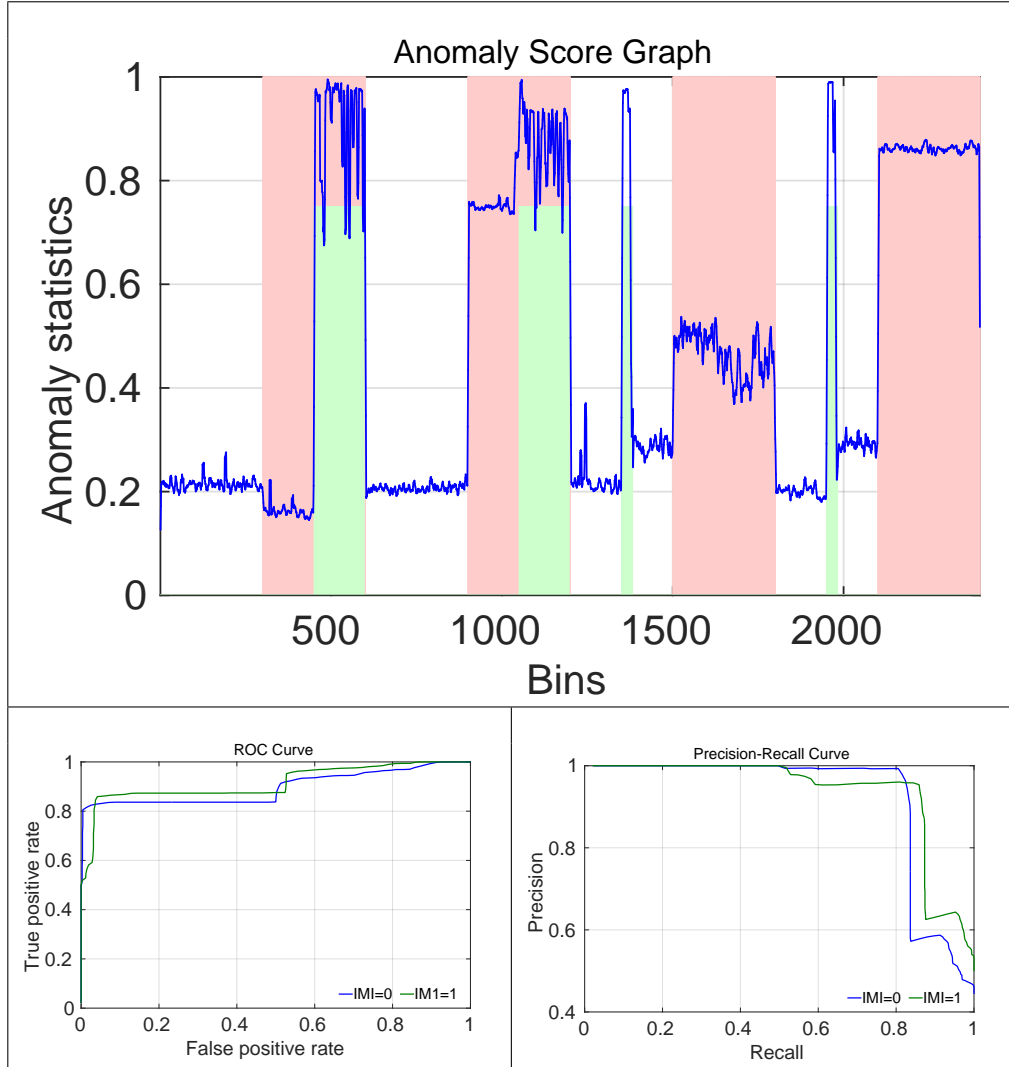 Anomaly Score Graph
Anomaly statistics
1
0.8
0.6
0.4
0.2
0
500 1000 1500 2000
Bins
ROC Curve
True positive rate
1
0.8
0.6
0.4
0.2
0
IMI=0 IM1=1
0 0.2 0.4 0.6 0.8 1
False positive rate
Precision-Recall Curve
Precision
1
0.8
0.6
0.4
IMI=0 IMI=1
0 0.2 0.4 0.6 0.8 1
Recall